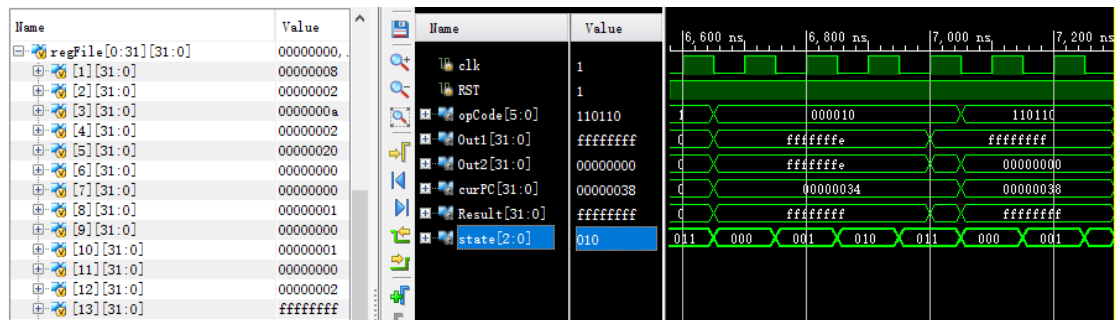 Name Value
regFile[0:31][31:0] 00000000,.
[1][31:0] 00000008
[2][31:0] 00000002
[3][31:0] 0000000a
[4][31:0] 00000002
[5][31:0] 00000020
[6][31:0] 00000000
[7][31:0] 00000000
[8][31:0] 00000001
[9][31:0] 00000000
[10][31:0] 00000001
[11][31:0] 00000000
[12][31:0] 00000002
[13][31:0] ffffffff
Name Value 6,600 ns 6,800 ns 7,000 ns 7,200 ns
clk 1
RST 1
opCode[5:0] 110110 1 000010 110110
Out1[31:0] ffffffff 0 fffffffe ffffffff
Out2[31:0] 00000000 0 fffffffe 00000000
curPC[31:0] 00000038 0 00000034 00000038
Result[31:0] ffffffff 0 ffffffff ffffffff
state[2:0] 010 011 000 001 010 011 000 001